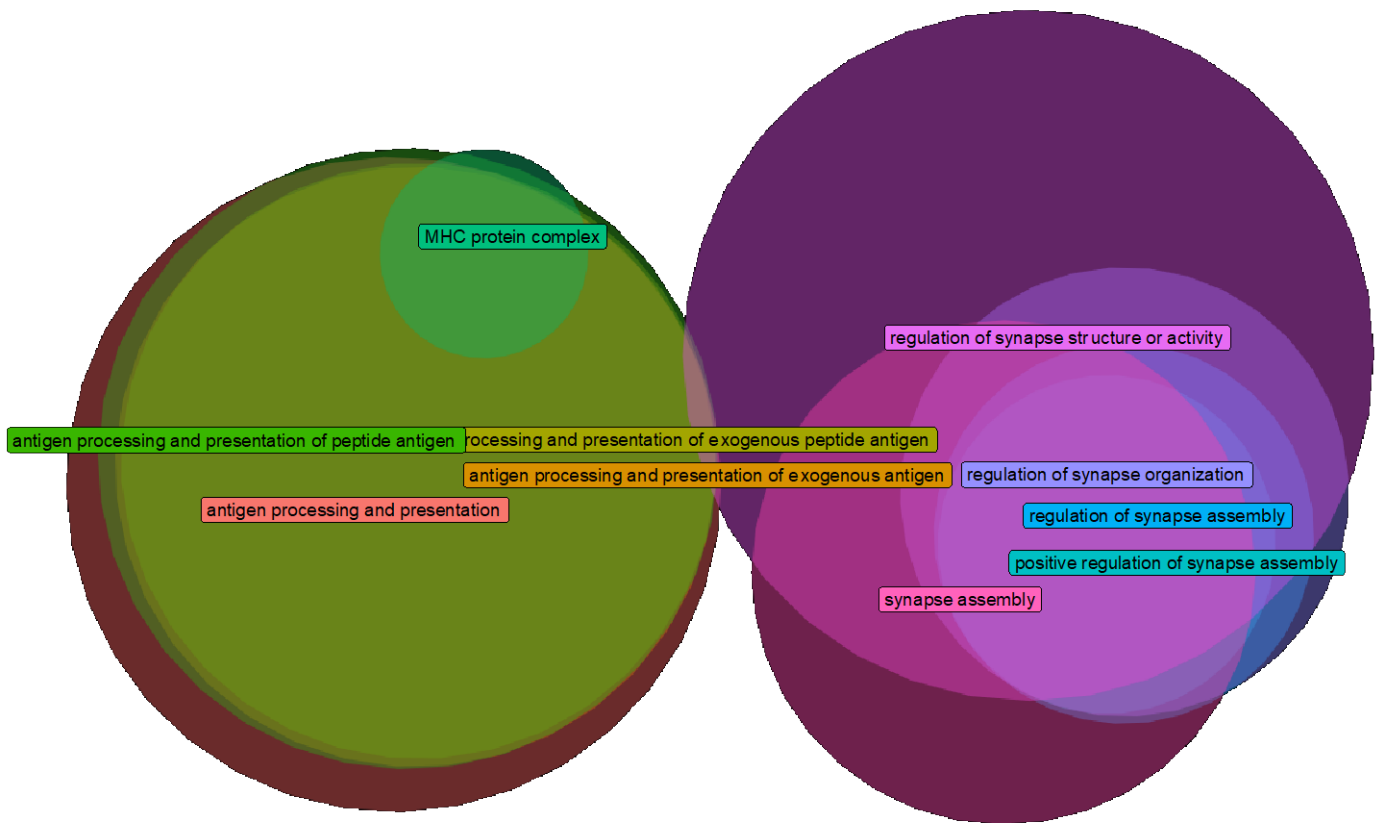 MHC protein complex
regulation of synapse structure or activity
antigen processing and presentation of peptide antigen
rocessing and presentation of exogenous peptide antigen
antigen processing and presentation of exogenous antigen
regulation of synapse organization
antigen processing and presentation
regulation of synapse assembly
positive regulation of synapse assembly
synapse assembly